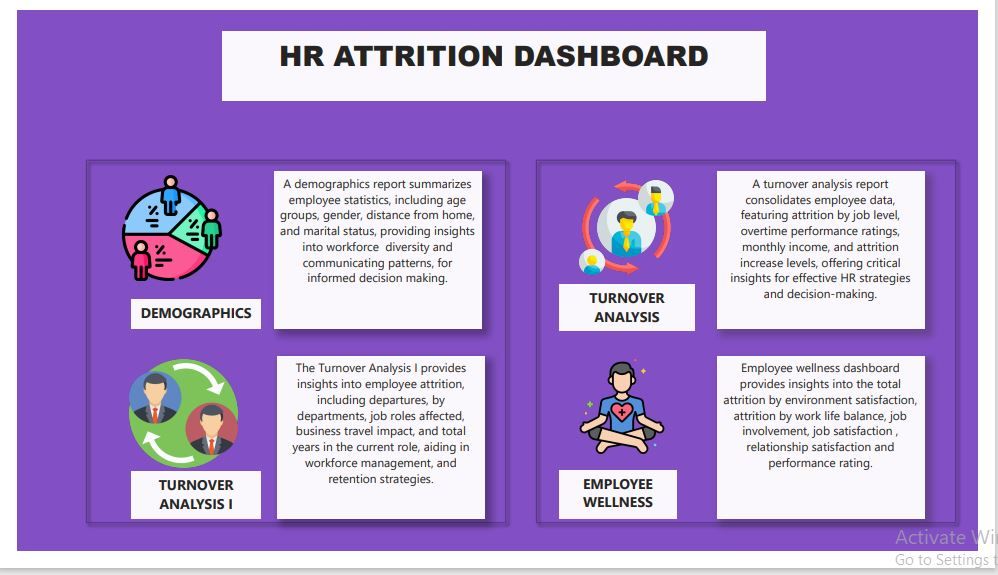 HR ATTRITION DASHBOARD
A demographics report summarizes
employee statistics, including age
groups, gender, distance from home,
and marital status, providing insights
into workforce diversity and
communicating patterns, for
informed decision making.
DEMOGRAPHICS
A turnover analysis report
consolidates employee data,
featuring attrition by job level,
overtime performance ratings,
monthly income, and attrition
increase levels, offering critical
insights for effective HR strategies
and decision-making.
TURNOVER
ANALYSIS
The Turnover Analysis I provides
insights into employee attrition,
including departures, by
departments, job roles affected,
business travel impact, and total
years in the current role, aiding in
workforce management, and
retention strategies.
TURNOVER
ANALYSIS I
Employee wellness dashboard
provides insights into the total
attrition by environment satisfaction,
attrition by work life balance, job
involvement, job satisfaction ,
relationship satisfaction and
performance rating.
EMPLOYEE
WELLNESS
Activate Wi
Go to Settings t